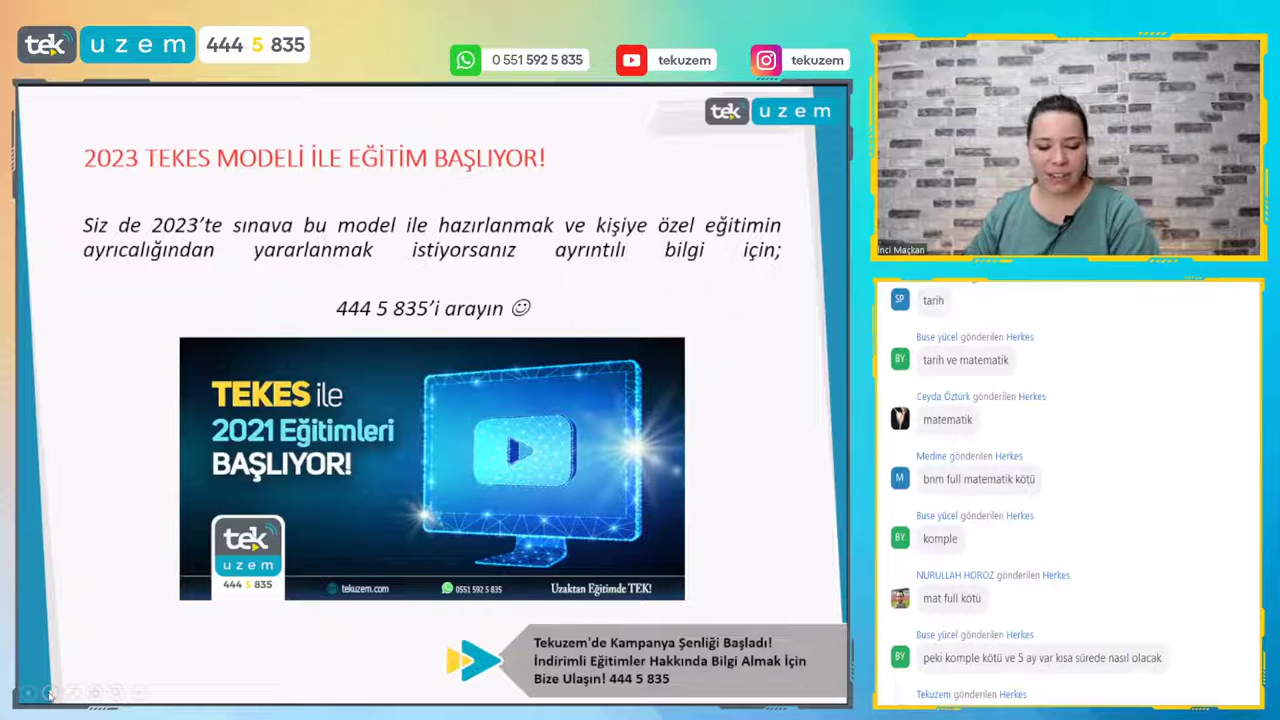 tek uzem 444 5 835
0 551 592 5 835
tekuzem
tekuzem
tek uzem
2023 TEKES MODELİ İLE EĞİTİM BAŞLIYOR!
Siz de 2023’te sınava bu model ile hazırlanmak ve kişiye özel eğitimin
ayrıcalığından yararlanmak istiyorsanız ayrıntılı bilgi için;
444 5 835’i arayın ☺
TEKES ile
2021 Eğitimleri
BAŞLIYOR!
tek
uzem
444 5 835
tekuzem.com
0551 592 5 835
Uzaktan Eğitimde TEK!
Tekuzem'de Kampanya Şenliği Başladı!
İndirimli Eğitimler Hakkında Bilgi Almak İçin
Bize Ulaşın! 444 5 835
İnci Maçkan
SP
tarih
Buse yücel gönderilen Herkes
BY
tarih ve matematik
Ceyda Öztürk gönderilen Herkes
matematik
Medine gönderilen Herkes
M
bnm full matematik kötü
Buse yücel gönderilen Herkes
BY
komple
NURULLAH HOROZ gönderilen Herkes
mat full kötü
Buse yücel gönderilen Herkes
BY
peki komple kötü ve 5 ay var kısa sürede nasıl olacak
Tekuzem gönderilen Herkes